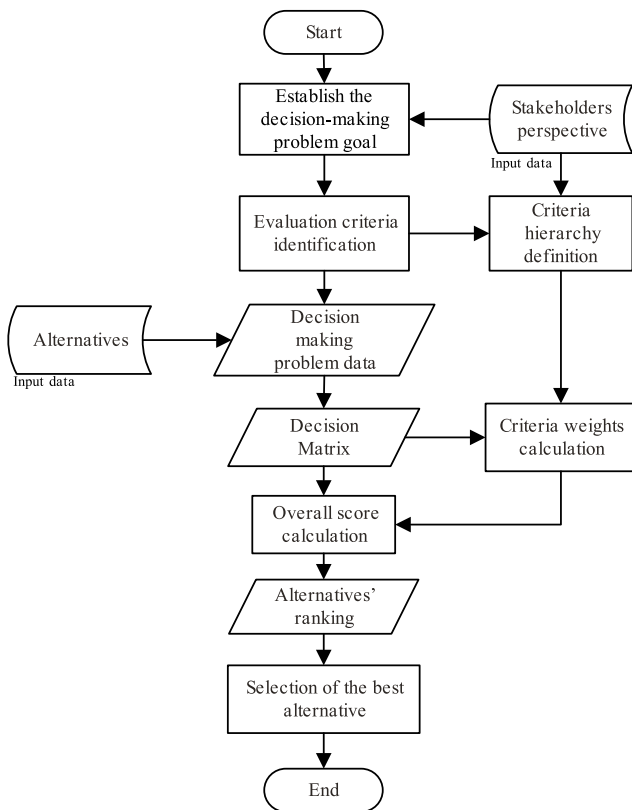 Start
Establish the
decision-making
problem goal
Stakeholders
perspective
Input data
Evaluation criteria
identification
Criteria
hierarchy
definition
Alternatives
Input data
Decision
making
problem data
Decision
Matrix
Criteria weights
calculation
Overall score
calculation
Alternatives’
ranking
Selection of the best
alternative
End